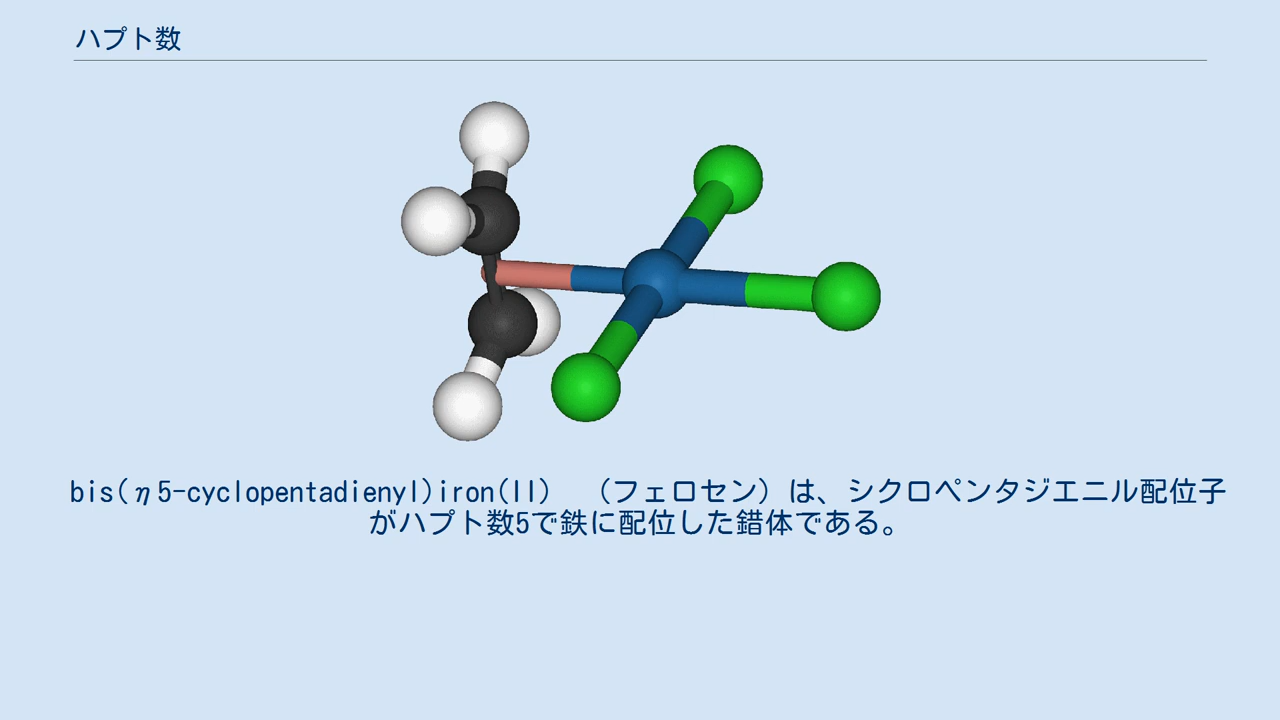 ハプト数
bis(η5-cyclopentadienyl)iron(II) （フェロセン）は、シクロペンタジエニル配位子
がハプト数5で鉄に配位した錯体である。